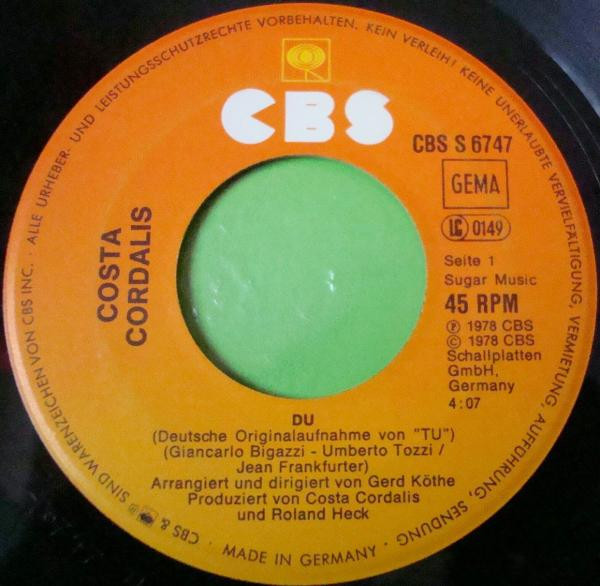 · ALLE URHEBER- UND LEISTUNGSSCHUTZRECHTE VORBEHALTEN. KEIN VERLEIH! KEINE UNERLAUBTE VERVIELFÄLTIGUNG, VERMIETUNG, AUFFÜHRUNG, SENDUNG ·
CBS
CBS S 6747
GEMA
LC 0149
COSTA
CORDALIS
Seite 1
Sugar Music
45 RPM
Ⓟ 1978 CBS
© 1978 CBS
Schallplatten
GmbH,
Germany
4:07
DU
(Deutsche Originalaufnahme von "TU")
(Giancarlo Bigazzi - Umberto Tozzi /
Jean Frankfurter)
Arrangiert und dirigiert von Gerd Köthe
Produziert von Costa Cordalis
und Roland Heck
MADE IN GERMANY ·
CBS & ® SIND WARENZEICHEN VON CBS INC.